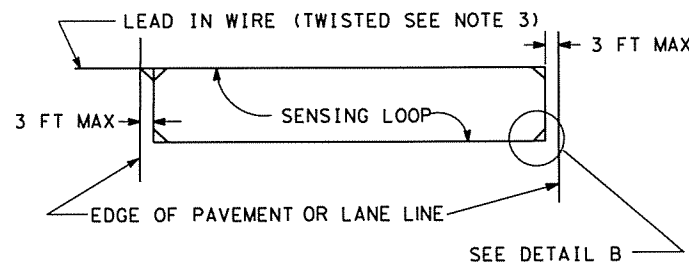 LEAD IN WIRE (TWISTED SEE NOTE 3)
3 FT MAX
3 FT MAX
SENSING LOOP
EDGE OF PAVEMENT OR LANE LINE
SEE DETAIL B